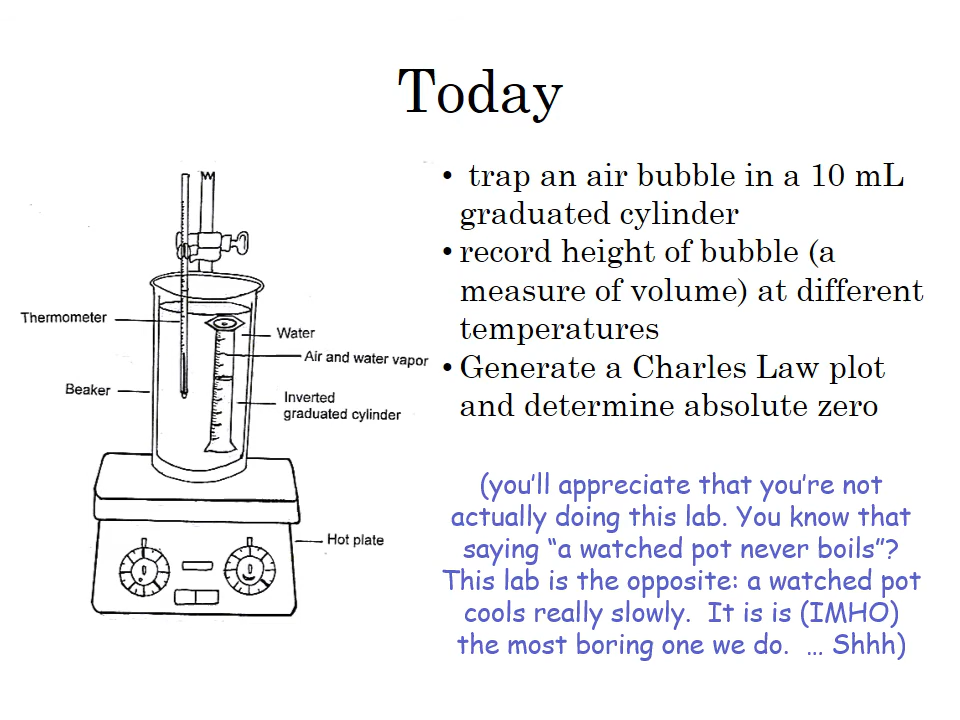 Today
• trap an air bubble in a 10 mL
graduated cylinder
• record height of bubble (a
measure of volume) at different
temperatures
• Generate a Charles Law plot
and determine absolute zero
(you'll appreciate that you're not
actually doing this lab. You know that
saying "a watched pot never boils"?
This lab is the opposite: a watched pot
cools really slowly.  It is is (IMHO)
the most boring one we do.  … Shhh)
Thermometer
Water
Air and water vapor
Beaker
Inverted
graduated cylinder
Hot plate